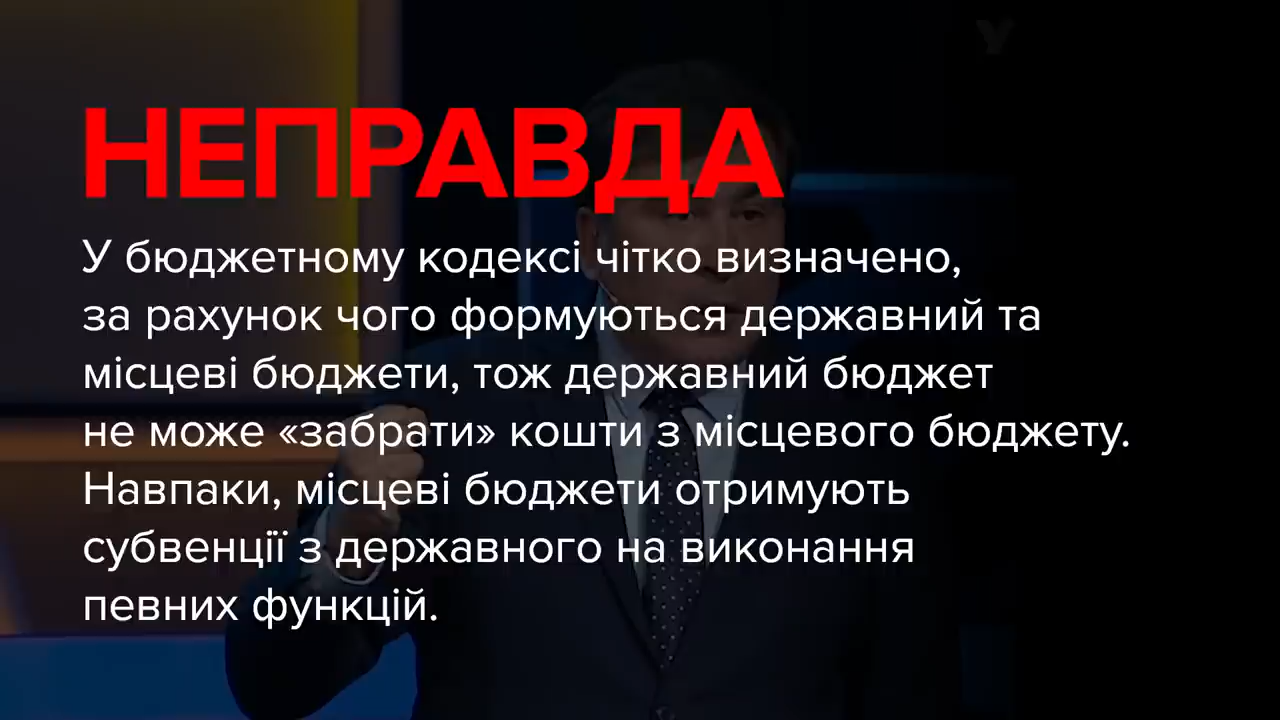 НЕПРАВДА
У бюджетному кодексі чітко визначено,
за рахунок чого формуються державний та
місцеві бюджети, тож державний бюджет
не може «забрати» кошти з місцевого бюджету.
Навпаки, місцеві бюджети отримують
субвенції з державного на виконання
певних функцій.